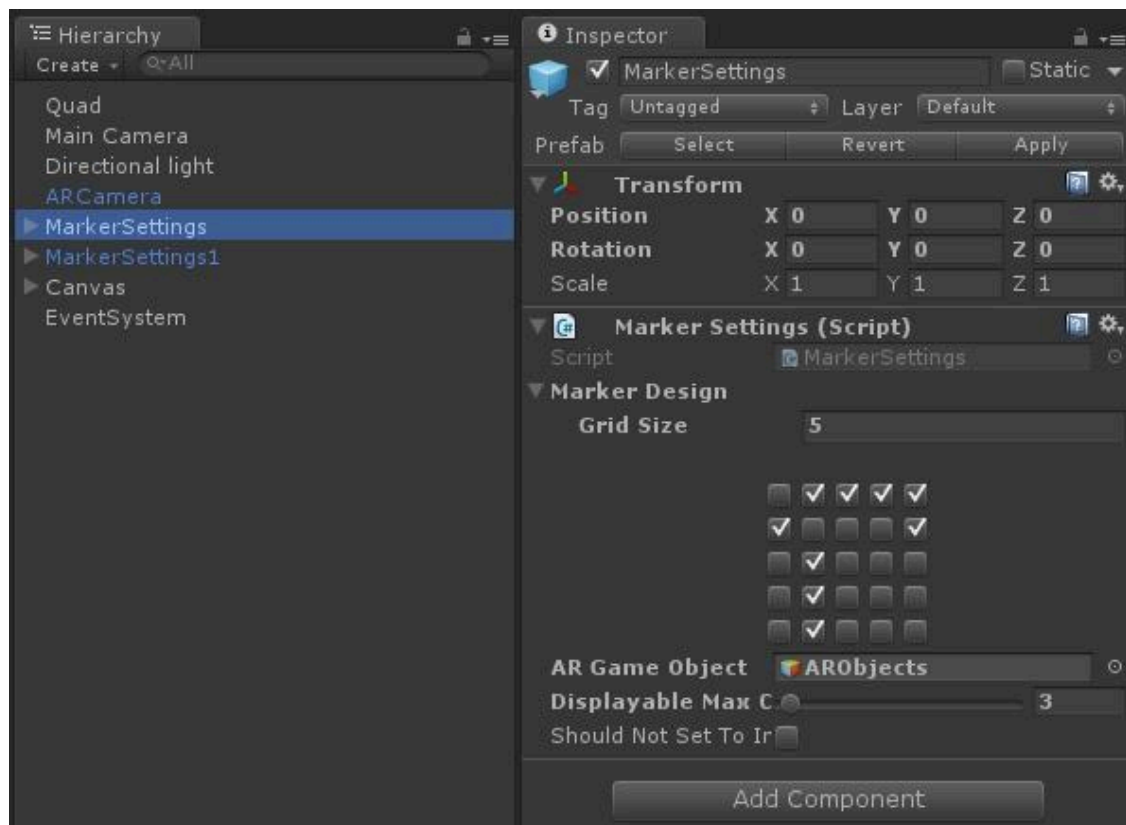 Hierarchy
Create
All
Quad
Main Camera
Directional light
ARCamera
MarkerSettings
MarkerSettings1
Canvas
EventSystem
Inspector
MarkerSettings Static
Tag Untagged Layer Default
Prefab Select Revert Apply
Transform
Position X 0 Y 0 Z 0
Rotation X 0 Y 0 Z 0
Scale X 1 Y 1 Z 1
Marker Settings (Script)
Script MarkerSettings
Marker Design
Grid Size 5
AR Game Object ARObjects
Displayable Max C 3
Should Not Set To Ir
Add Component